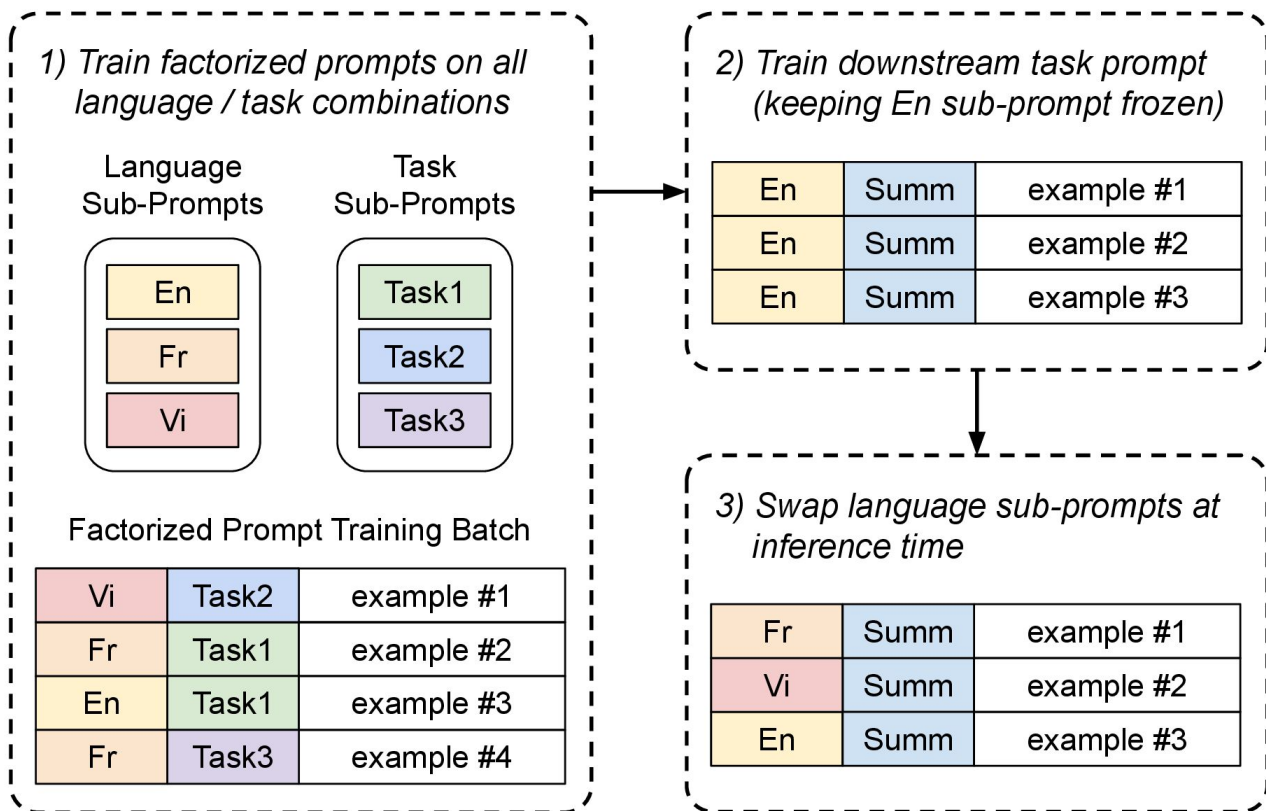 1) Train factorized prompts on all
language / task combinations
Language
Sub-Prompts
Task
Sub-Prompts
En
Fr
Vi
Task1
Task2
Task3
Factorized Prompt Training Batch
Vi Task2 example #1
Fr Task1 example #2
En Task1 example #3
Fr Task3 example #4
2) Train downstream task prompt
(keeping En sub-prompt frozen)
En Summ example #1
En Summ example #2
En Summ example #3
3) Swap language sub-prompts at
inference time
Fr Summ example #1
Vi Summ example #2
En Summ example #3